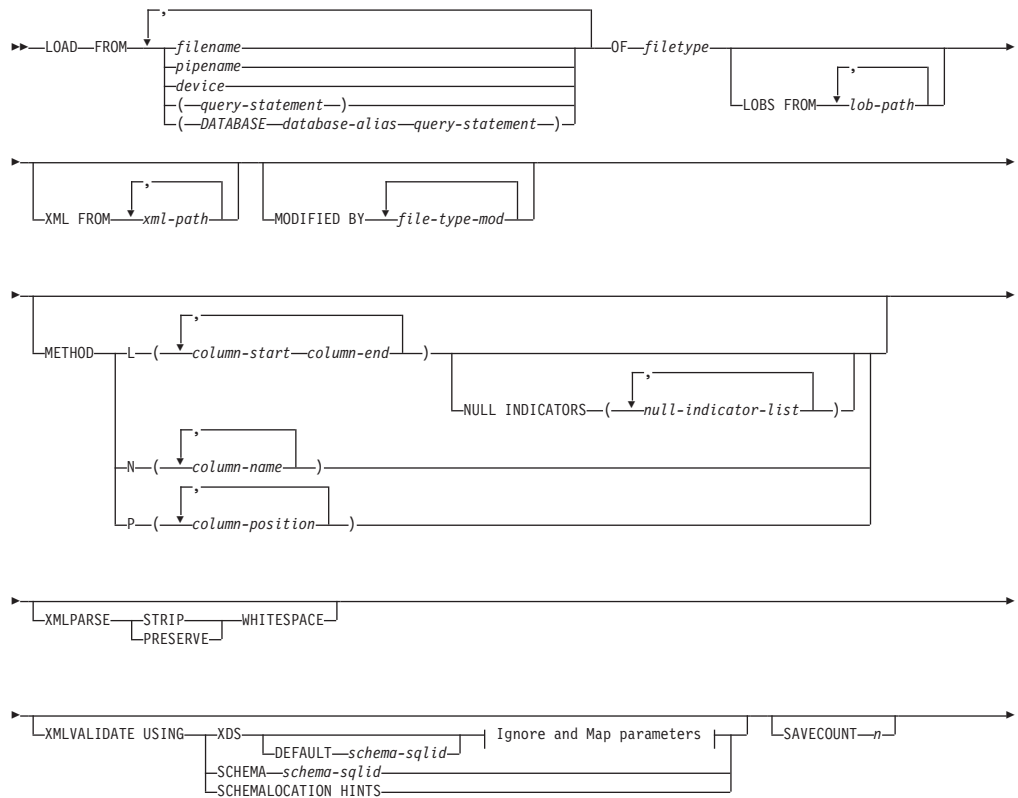 ,
LOAD FROM filename OF filetype
pipename
device
( query-statement )
( DATABASE database-alias query-statement )
,
LOBS FROM lob-path
,
XML FROM xml-path
MODIFIED BY file-type-mod
,
METHOD L ( column-start column-end )
,
NULL INDICATORS ( null-indicator-list )
,
N ( column-name )
,
P ( column-position )
XMLPARSE STRIP WHITESPACE
PRESERVE
XMLVALIDATE USING XDS Ignore and Map parameters SAVECOUNT n
DEFAULT schema-sqlid
SCHEMA schema-sqlid
SCHEMALOCATION HINTS